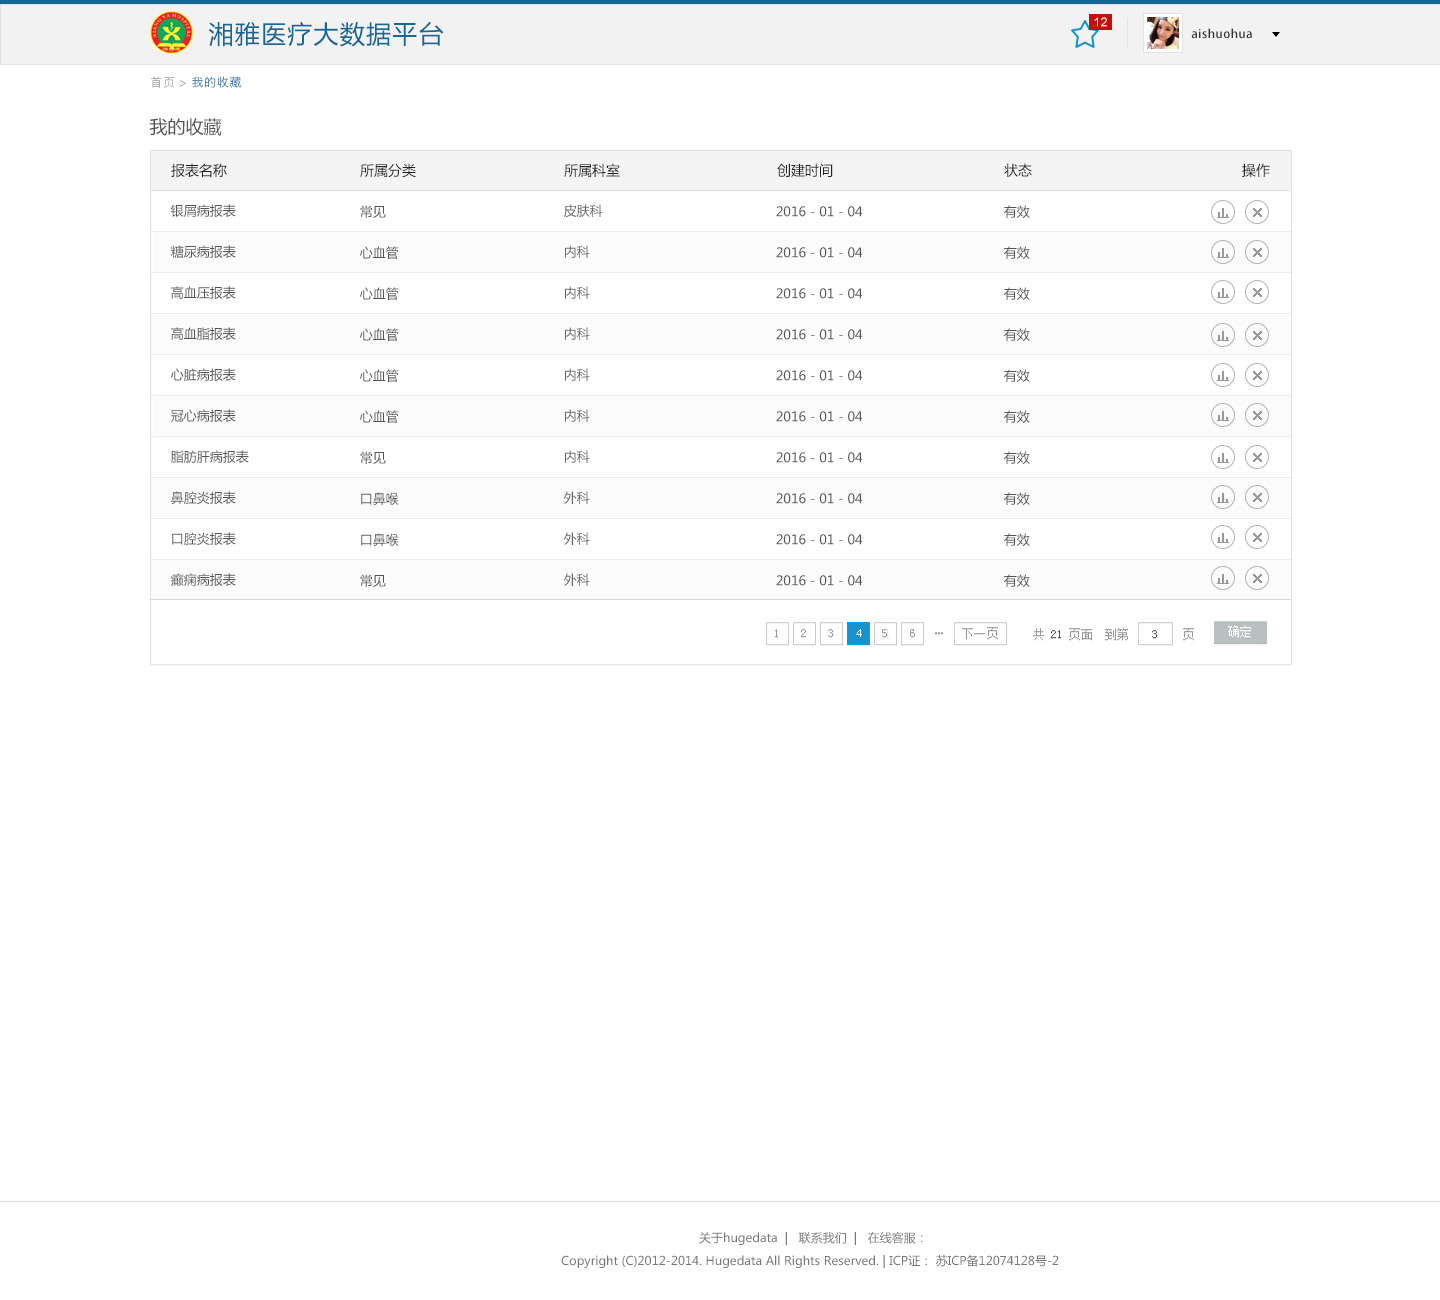 湘雅医疗大数据平台
12
aishuohua
首页 > 我的收藏
我的收藏
报表名称 所属分类 所属科室 创建时间 状态 操作
银屑病报表 常见 皮肤科 2016 - 01 - 04 有效
糖尿病报表 心血管 内科 2016 - 01 - 04 有效
高血压报表 心血管 内科 2016 - 01 - 04 有效
高血脂报表 心血管 内科 2016 - 01 - 04 有效
心脏病报表 心血管 内科 2016 - 01 - 04 有效
冠心病报表 心血管 内科 2016 - 01 - 04 有效
脂肪肝病报表 常见 内科 2016 - 01 - 04 有效
鼻腔炎报表 口鼻喉 外科 2016 - 01 - 04 有效
口腔炎报表 口鼻喉 外科 2016 - 01 - 04 有效
癫痫病报表 常见 外科 2016 - 01 - 04 有效
1 2 3 4 5 6 ··· 下一页 共 21 页面 到第 3 页 确定
关于hugedata | 联系我们 | 在线客服：
Copyright (C)2012-2014. Hugedata All Rights Reserved. | ICP证： 苏ICP备12074128号-2